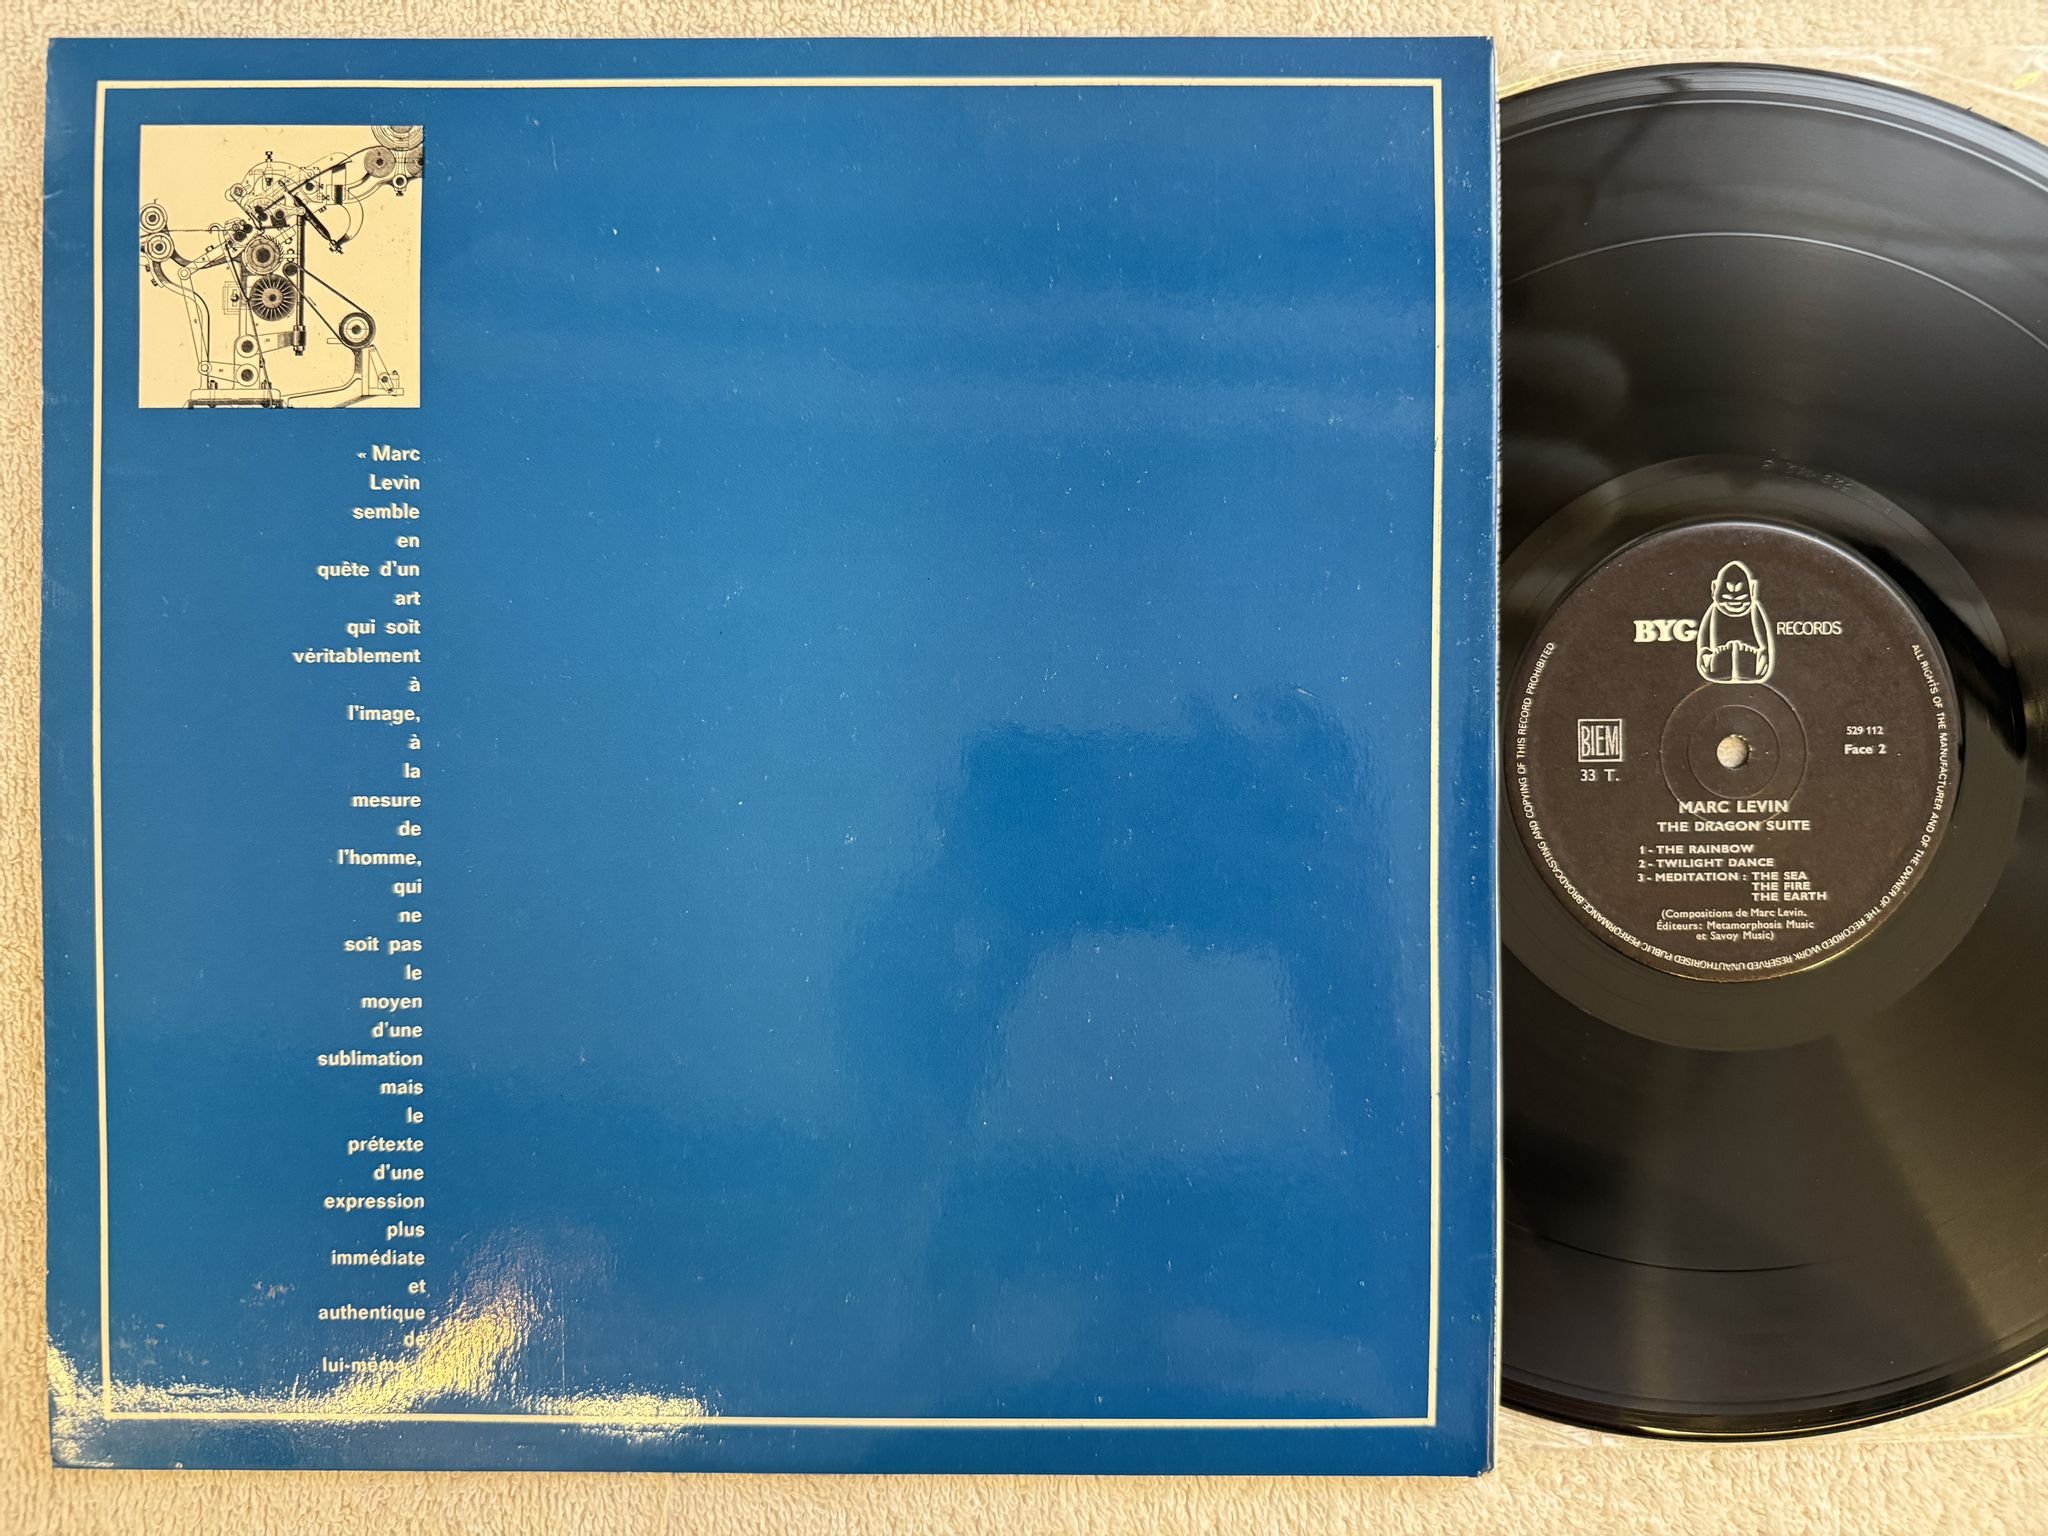 « Marc
Levin
semble
en
quête d'un
art
qui soit
véritablement
à
l'image,
à
la
mesure
de
l'homme,
qui
ne
soit pas
le
moyen
d'une
sublimation
mais
le
prétexte
d'une
expression
plus
immédiate
et
authentique
de
lui-même
BYG RECORDS
BIEM
33 T.
529 112
Face 2
MARC LEVIN
THE DRAGON SUITE
1 - THE RAINBOW
2 - TWILIGHT DANCE
3 - MEDITATION : THE SEA
THE FIRE
THE EARTH
(Compositions de Marc Levin.
Éditeurs: Metamorphosis Music
et Savoy Music)
ALL RIGHTS OF THE MANUFACTURER AND OF THE OWNER OF THE RECORDED WORK RESERVED UNAUTHORISED PUBLIC PERFORMANCE BROADCASTING AND COPYING OF THIS RECORD PROHIBITED